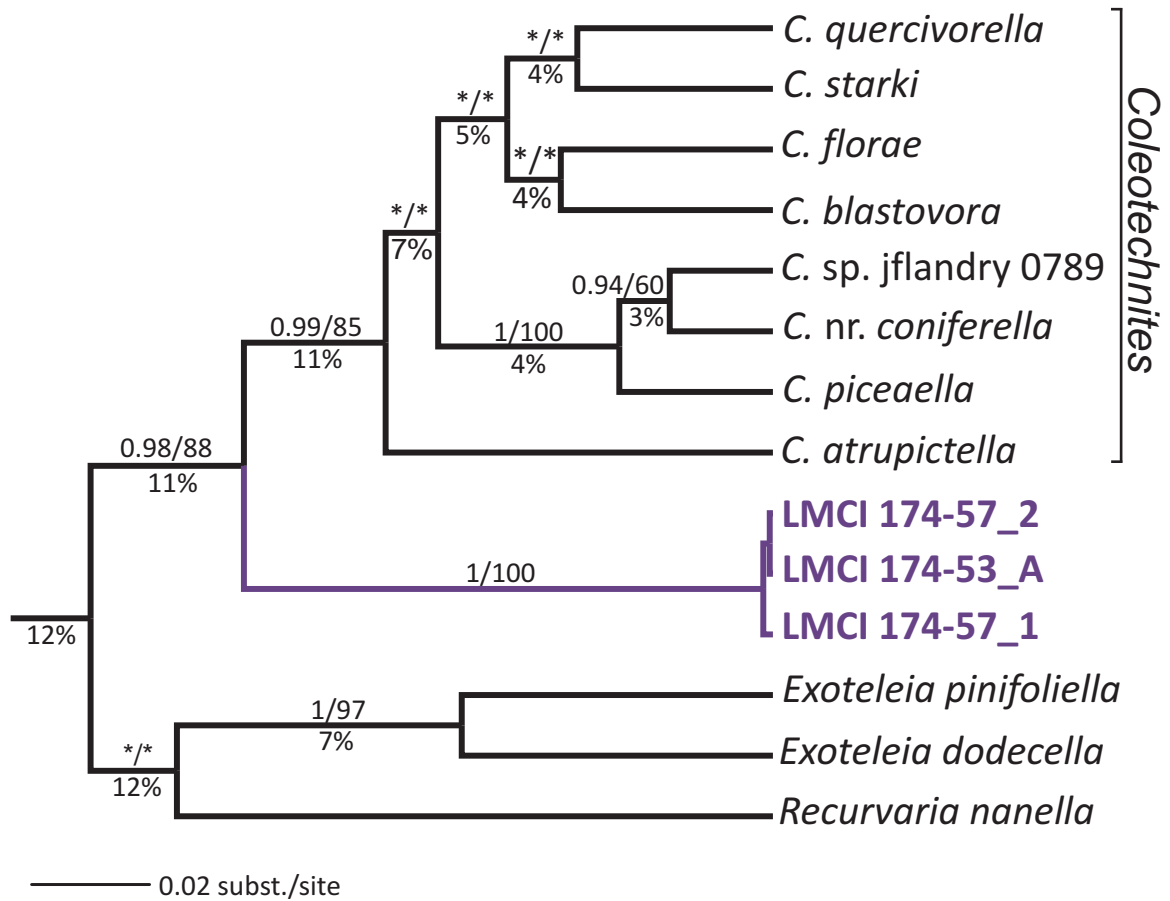 */*
4%
C. quercivorella
C. starki
*/*
5%
*/*
4%
C. florae
C. blastovora
*/*
7%
0.94/60
3%
C. sp. jflandry 0789
C. nr. coniferella
1/100
4%
C. piceaella
0.99/85
11%
C. atrupictella
Coleotechnites
0.98/88
11%
LMCI 174-57_2
LMCI 174-53_A
1/100
LMCI 174-57_1
12%
Exoteleia pinifoliella
1/97
7%
Exoteleia dodecella
*/*
12%
Recurvaria nanella
0.02 subst./site